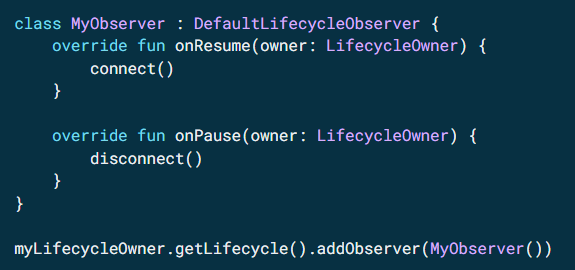 class MyObserver : DefaultLifecycleObserver {
    override fun onResume(owner: LifecycleOwner) {
        connect()
    }

    override fun onPause(owner: LifecycleOwner) {
        disconnect()
    }
}

myLifecycleOwner.getLifecycle().addObserver(MyObserver())